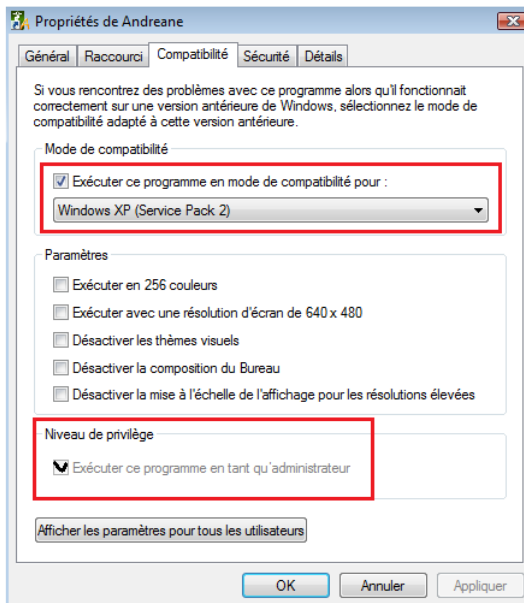 Propriétés de Andreane
Général Raccourci Compatibilité Sécurité Détails
Si vous rencontrez des problèmes avec ce programme alors qu'il fonctionnait
correctement sur une version antérieure de Windows, sélectionnez le mode de
compatibilité adapté à cette version antérieure.
Mode de compatibilité
Exécuter ce programme en mode de compatibilité pour :
Windows XP (Service Pack 2)
Paramètres
Exécuter en 256 couleurs
Exécuter avec une résolution d'écran de 640 x 480
Désactiver les thèmes visuels
Désactiver la composition du Bureau
Désactiver la mise à l'échelle de l'affichage pour les résolutions élevées
Niveau de privilège
Exécuter ce programme en tant qu'administrateur
Afficher les paramètres pour tous les utilisateurs
OK Annuler Appliquer